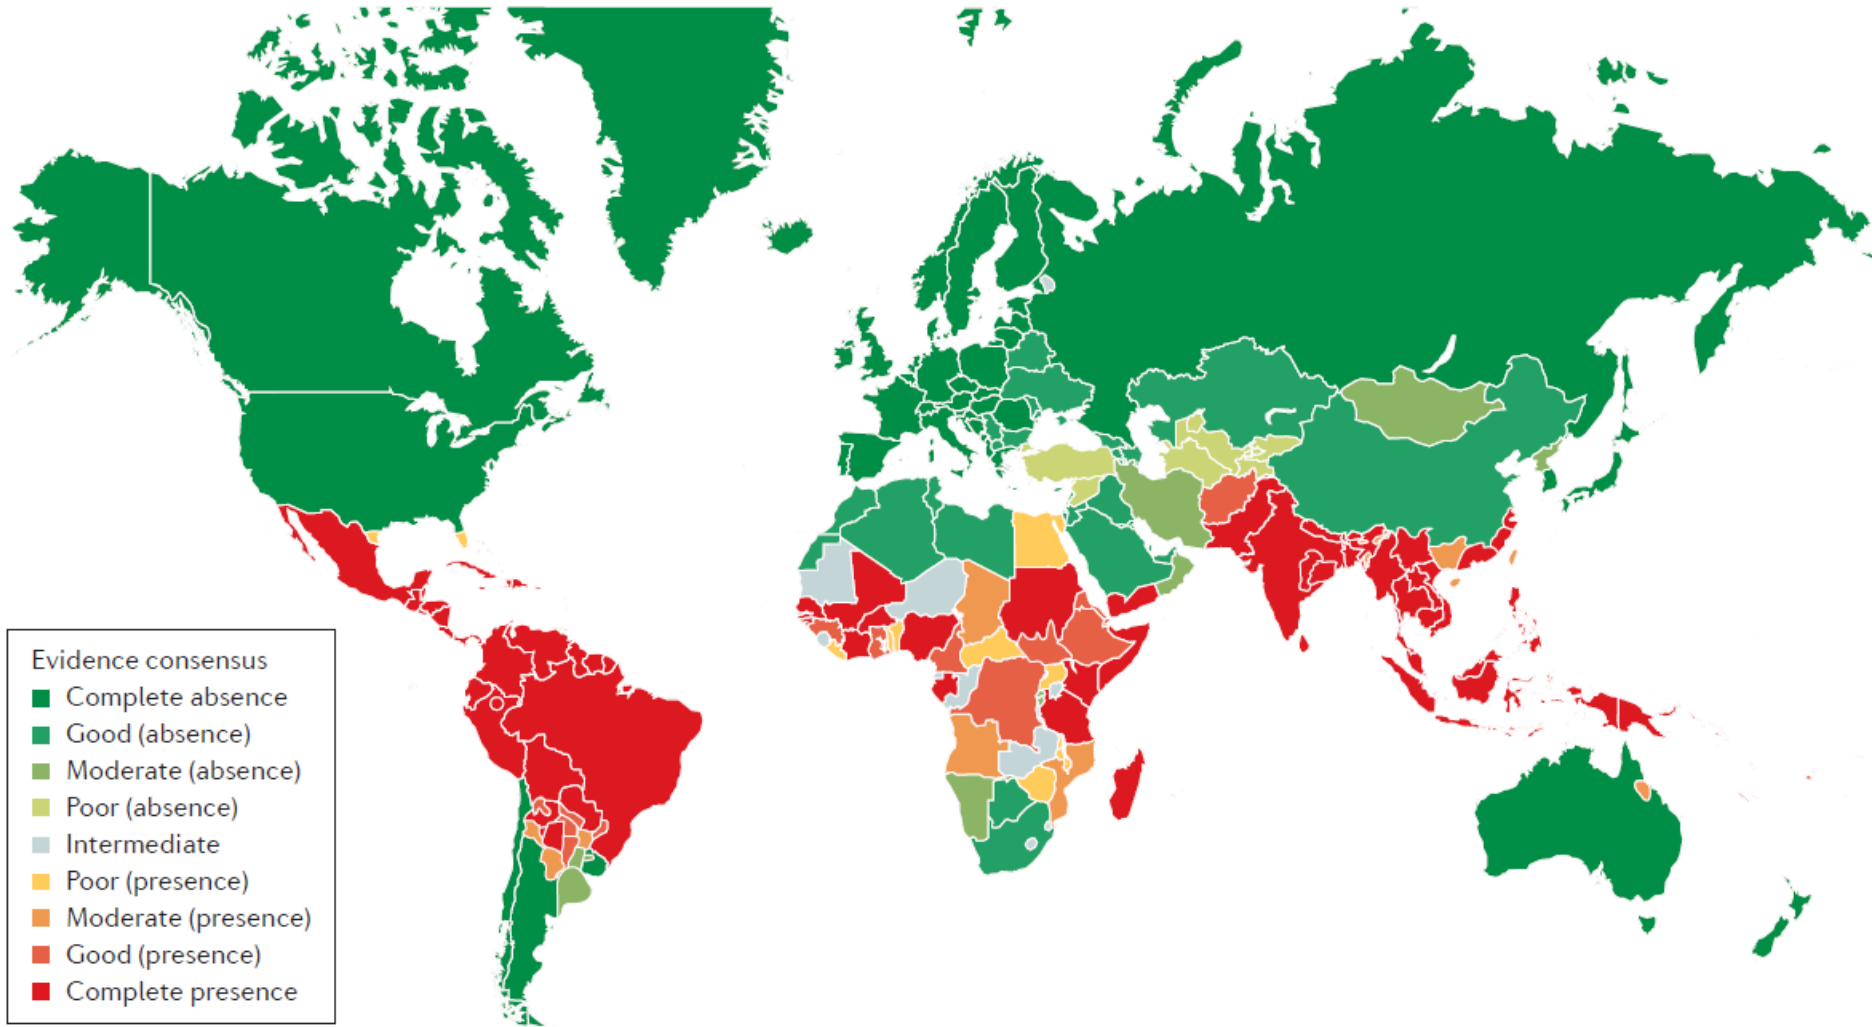 Evidence consensus
Complete absence
Good (absence)
Moderate (absence)
Poor (absence)
Intermediate
Poor (presence)
Moderate (presence)
Good (presence)
Complete presence